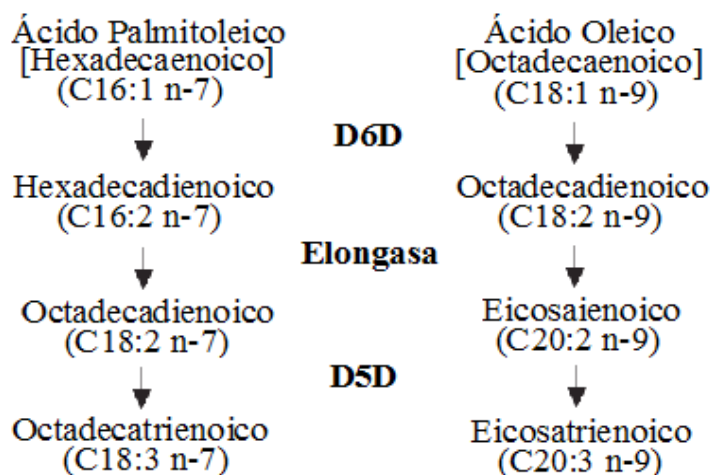 Ácido Palmitoleico
[Hexadecaenoico]
(C16:1 n-7)
Ácido Oleico
[Octadecaenoico]
(C18:1 n-9)
D6D
Hexadecadienoico
(C16:2 n-7)
Octadecadienoico
(C18:2 n-9)
Elongasa
Octadecadienoico
(C18:2 n-7)
Eicosaienoico
(C20:2 n-9)
D5D
Octadecatrienoico
(C18:3 n-7)
Eicosatrienoico
(C20:3 n-9)